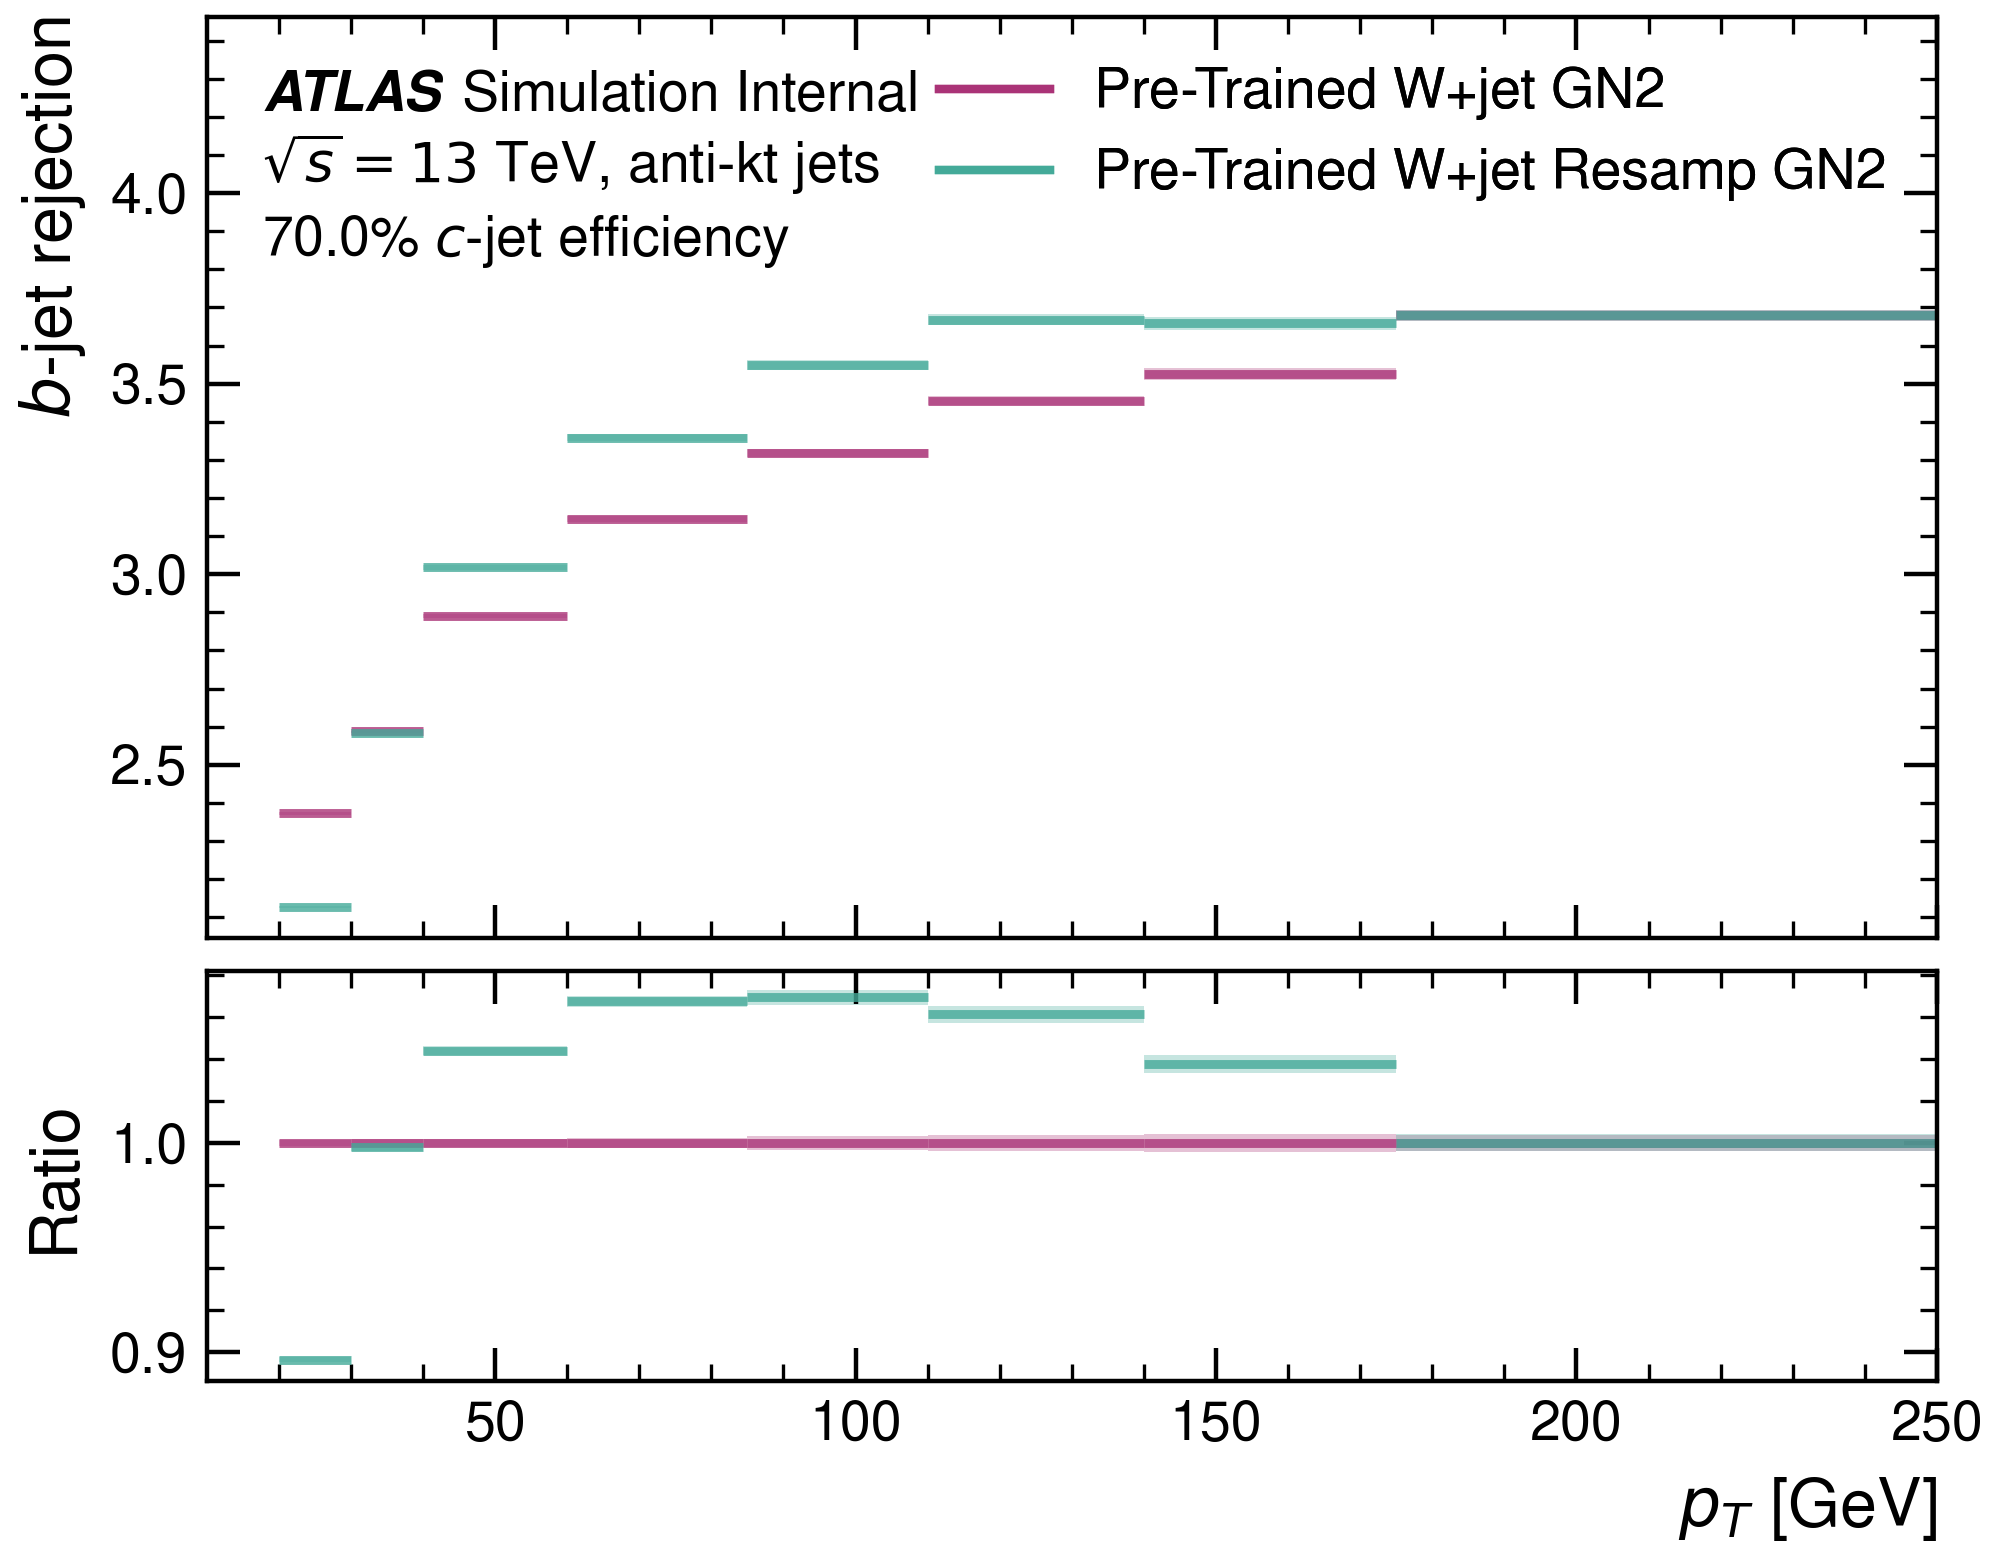 b-jet rejection
ATLAS Simulation Internal
√s = 13 TeV, anti-kt jets
70.0% c-jet efficiency
Pre-Trained W+jet GN2
Pre-Trained W+jet Resamp GN2
4.0
3.5
3.0
2.5
Ratio
1.0
0.9
50 100 150 200 250
pT [GeV]